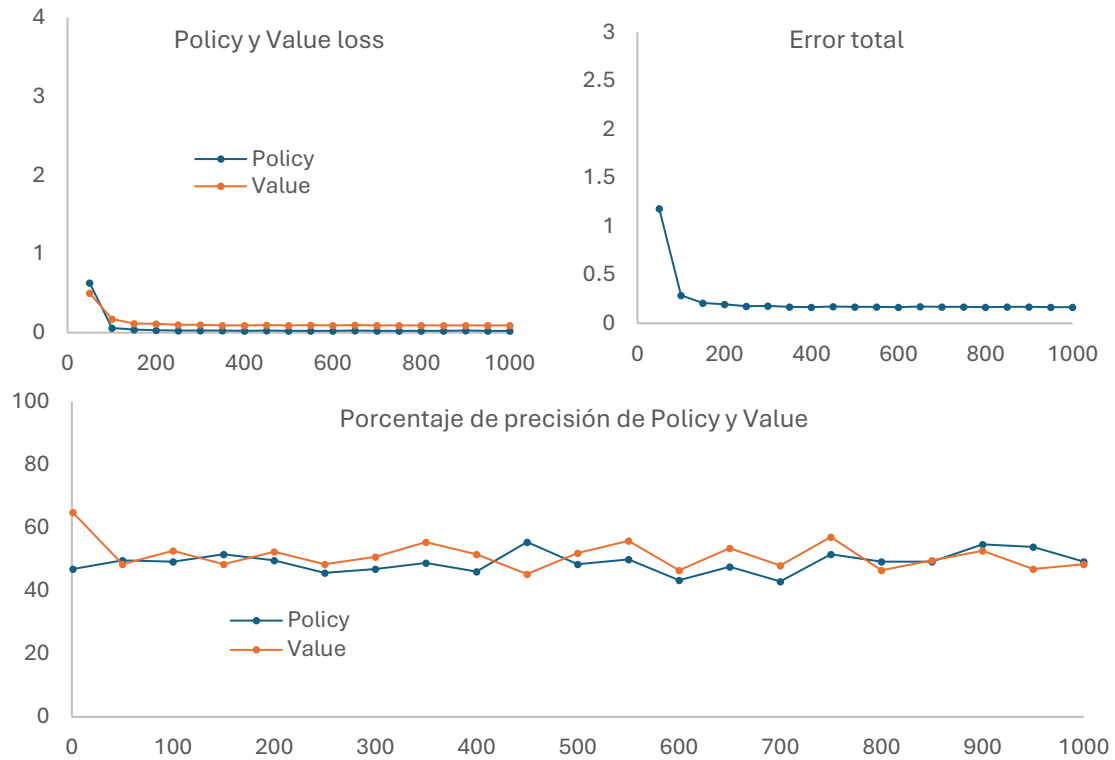 Policy y Value loss
4
3
2
1
0
Policy
Value
0 200 400 600 800 1000
Error total
3
2.5
2
1.5
1
0.5
0
0 200 400 600 800 1000
Porcentaje de precisión de Policy y Value
100
80
60
40
20
0
Policy
Value
0 100 200 300 400 500 600 700 800 900 1000